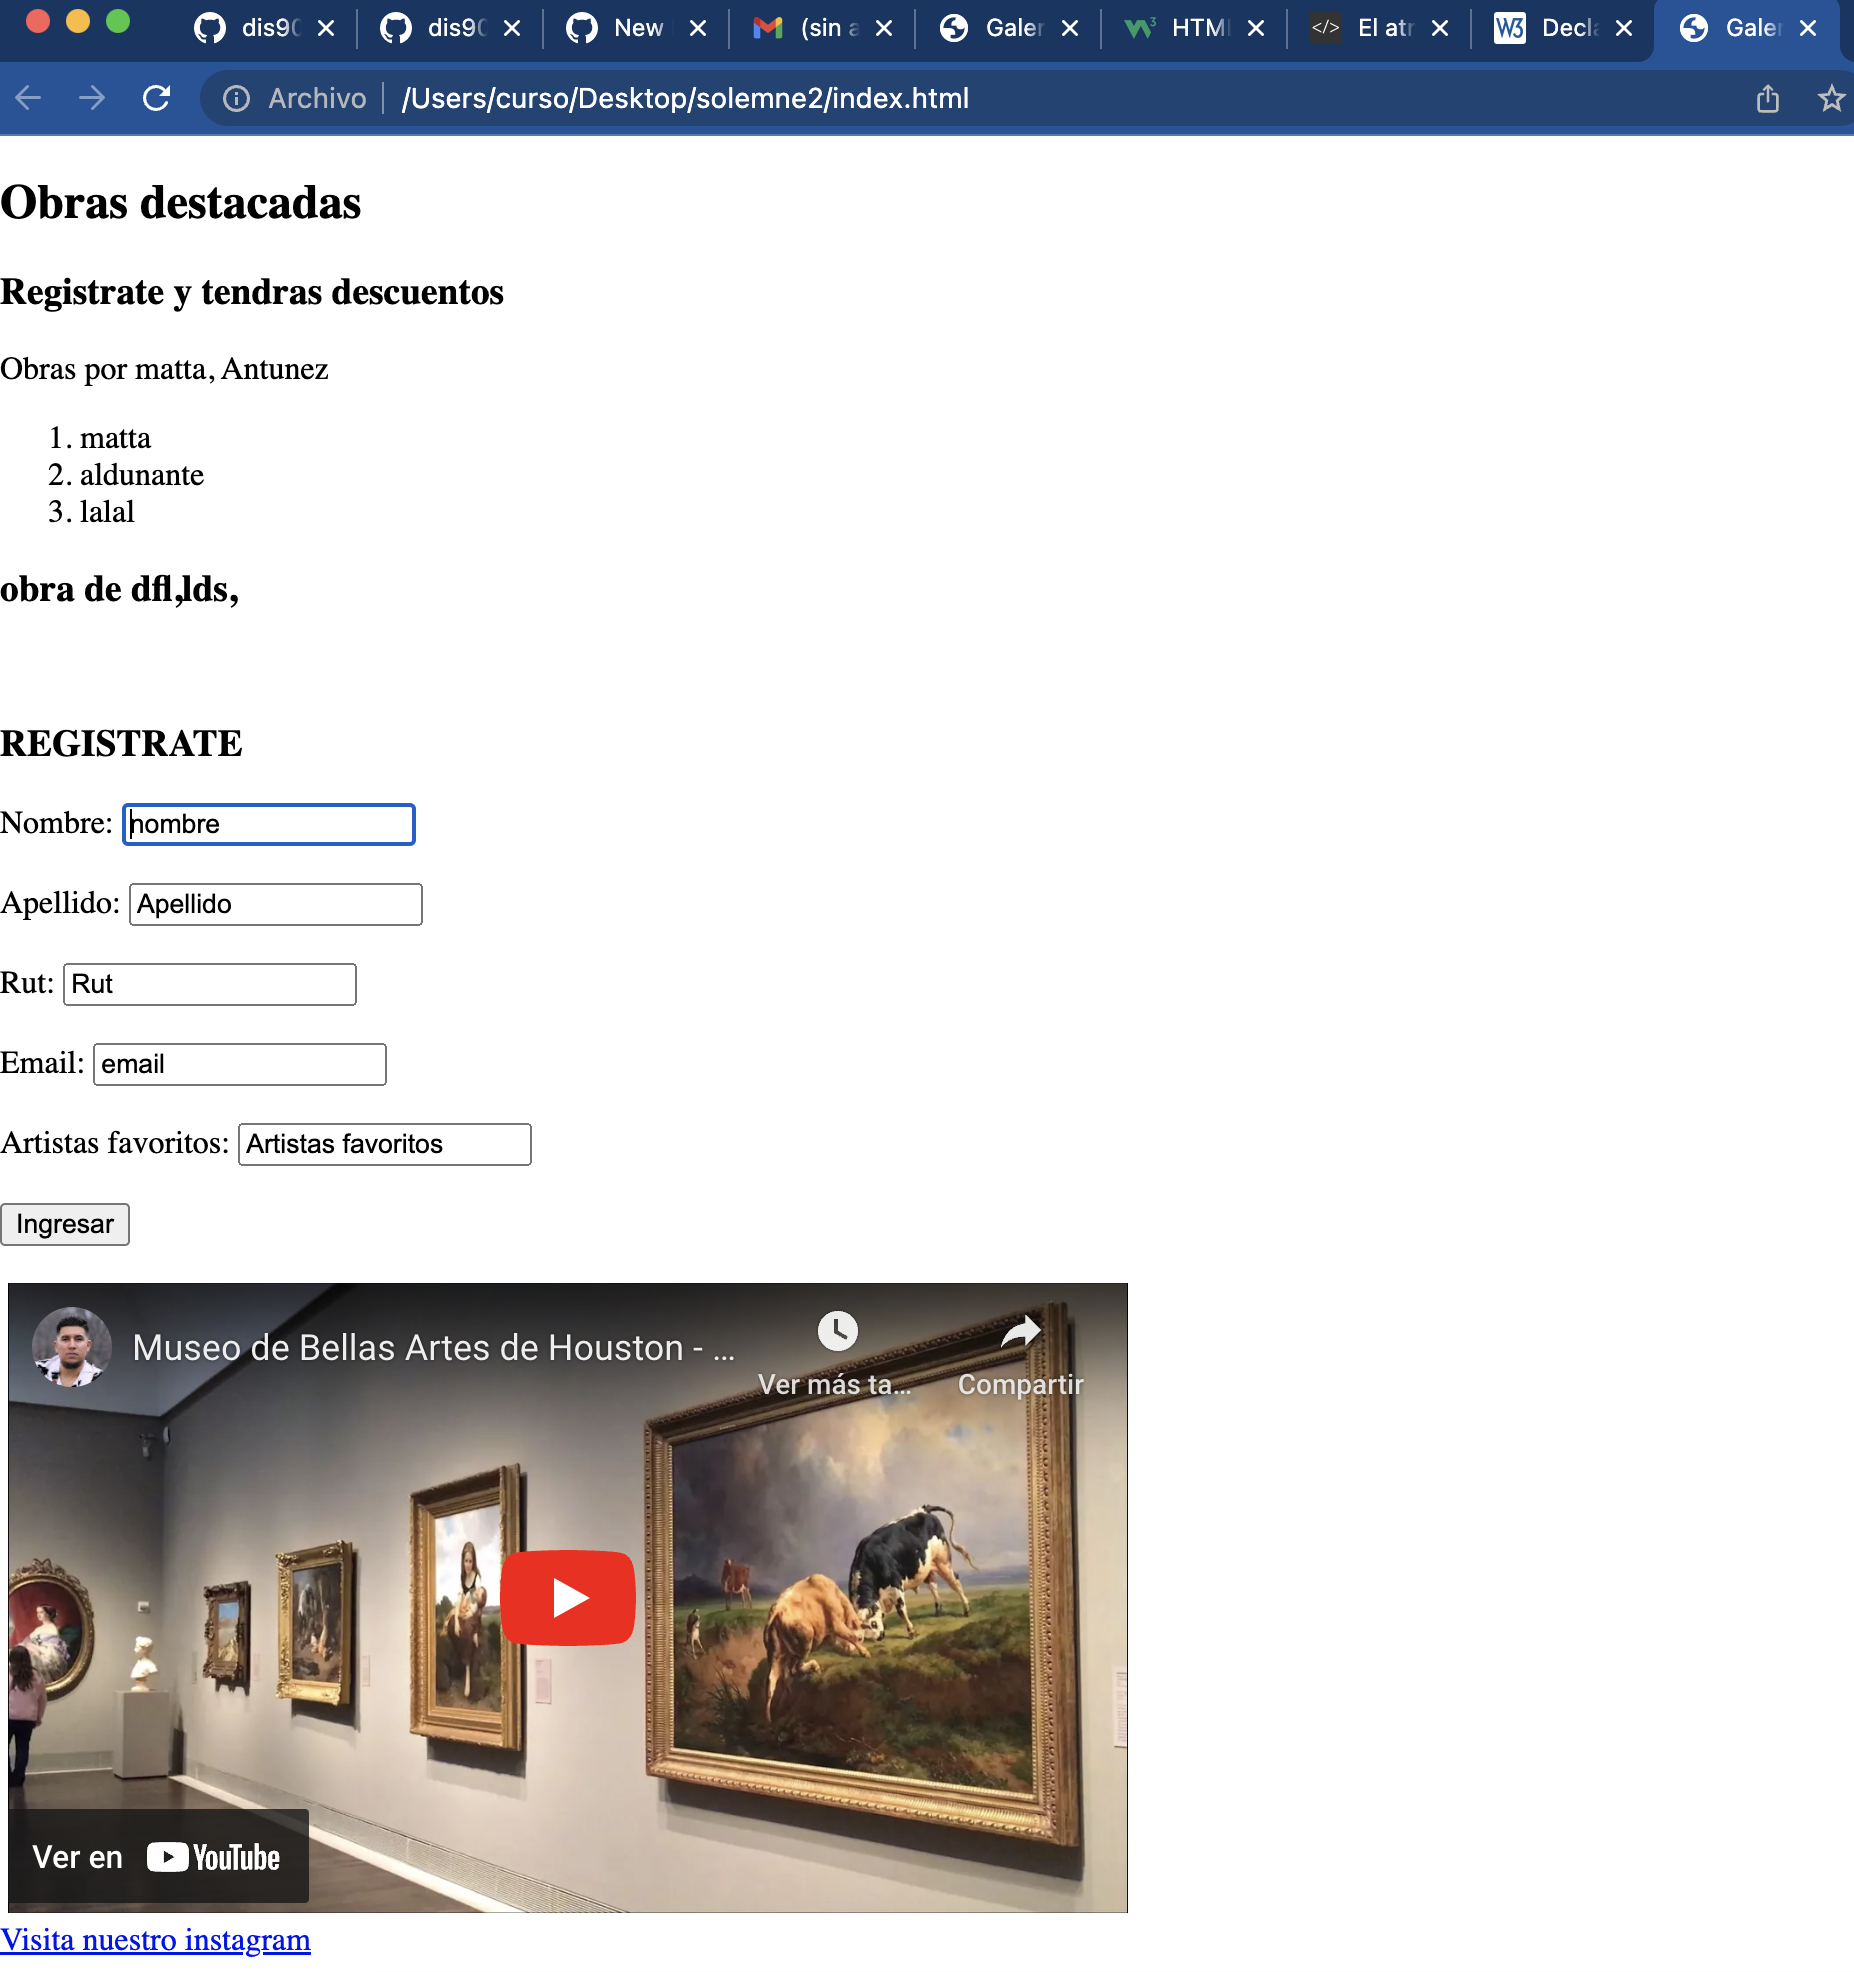 dis90
dis90
New
(sin a
Galer
HTML
El atr
Decla
Galer
Archivo
/Users/curso/Desktop/solemne2/index.html
Obras destacadas
Registrate y tendras descuentos
Obras por matta, Antunez
1. matta
2. aldunante
3. lalal
obra de dfl,lds,
REGISTRATE
Nombre: nombre
Apellido: Apellido
Rut: Rut
Email: email
Artistas favoritos: Artistas favoritos
Ingresar
Museo de Bellas Artes de Houston - ...
Ver más ta...
Compartir
Ver en YouTube
Visita nuestro instagram